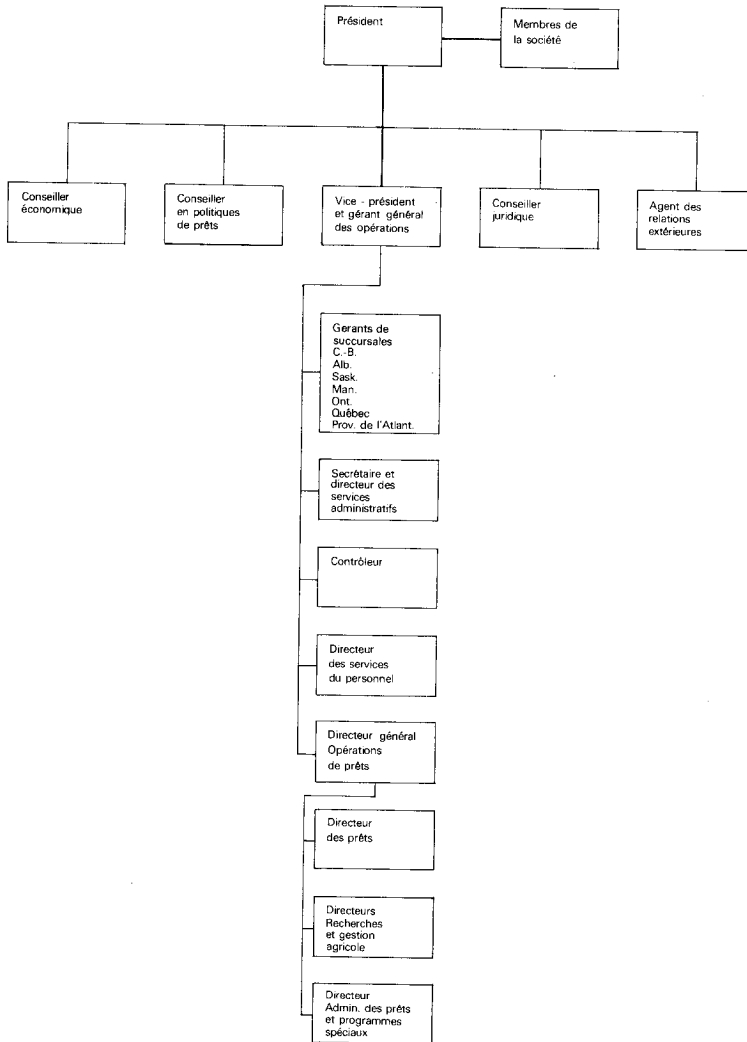 Président
Membres de
la société
Conseiller
économique
Conseiller
en politiques
de prêts
Vice - président
et gérant général
des opérations
Conseiller
juridique
Agent des
relations
extérieures
Gerants de
succursales
C.-B.
Alb.
Sask.
Man.
Ont.
Québec
Prov. de l'Atlant.
Secrétaire et
directeur des
services
administratifs
Contrôleur
Directeur
des services
du personnel
Directeur général
Opérations
de prêts
Directeur
des prêts
Directeurs
Recherches
et gestion
agricole
Directeur
Admin. des prêts
et programmes
spéciaux